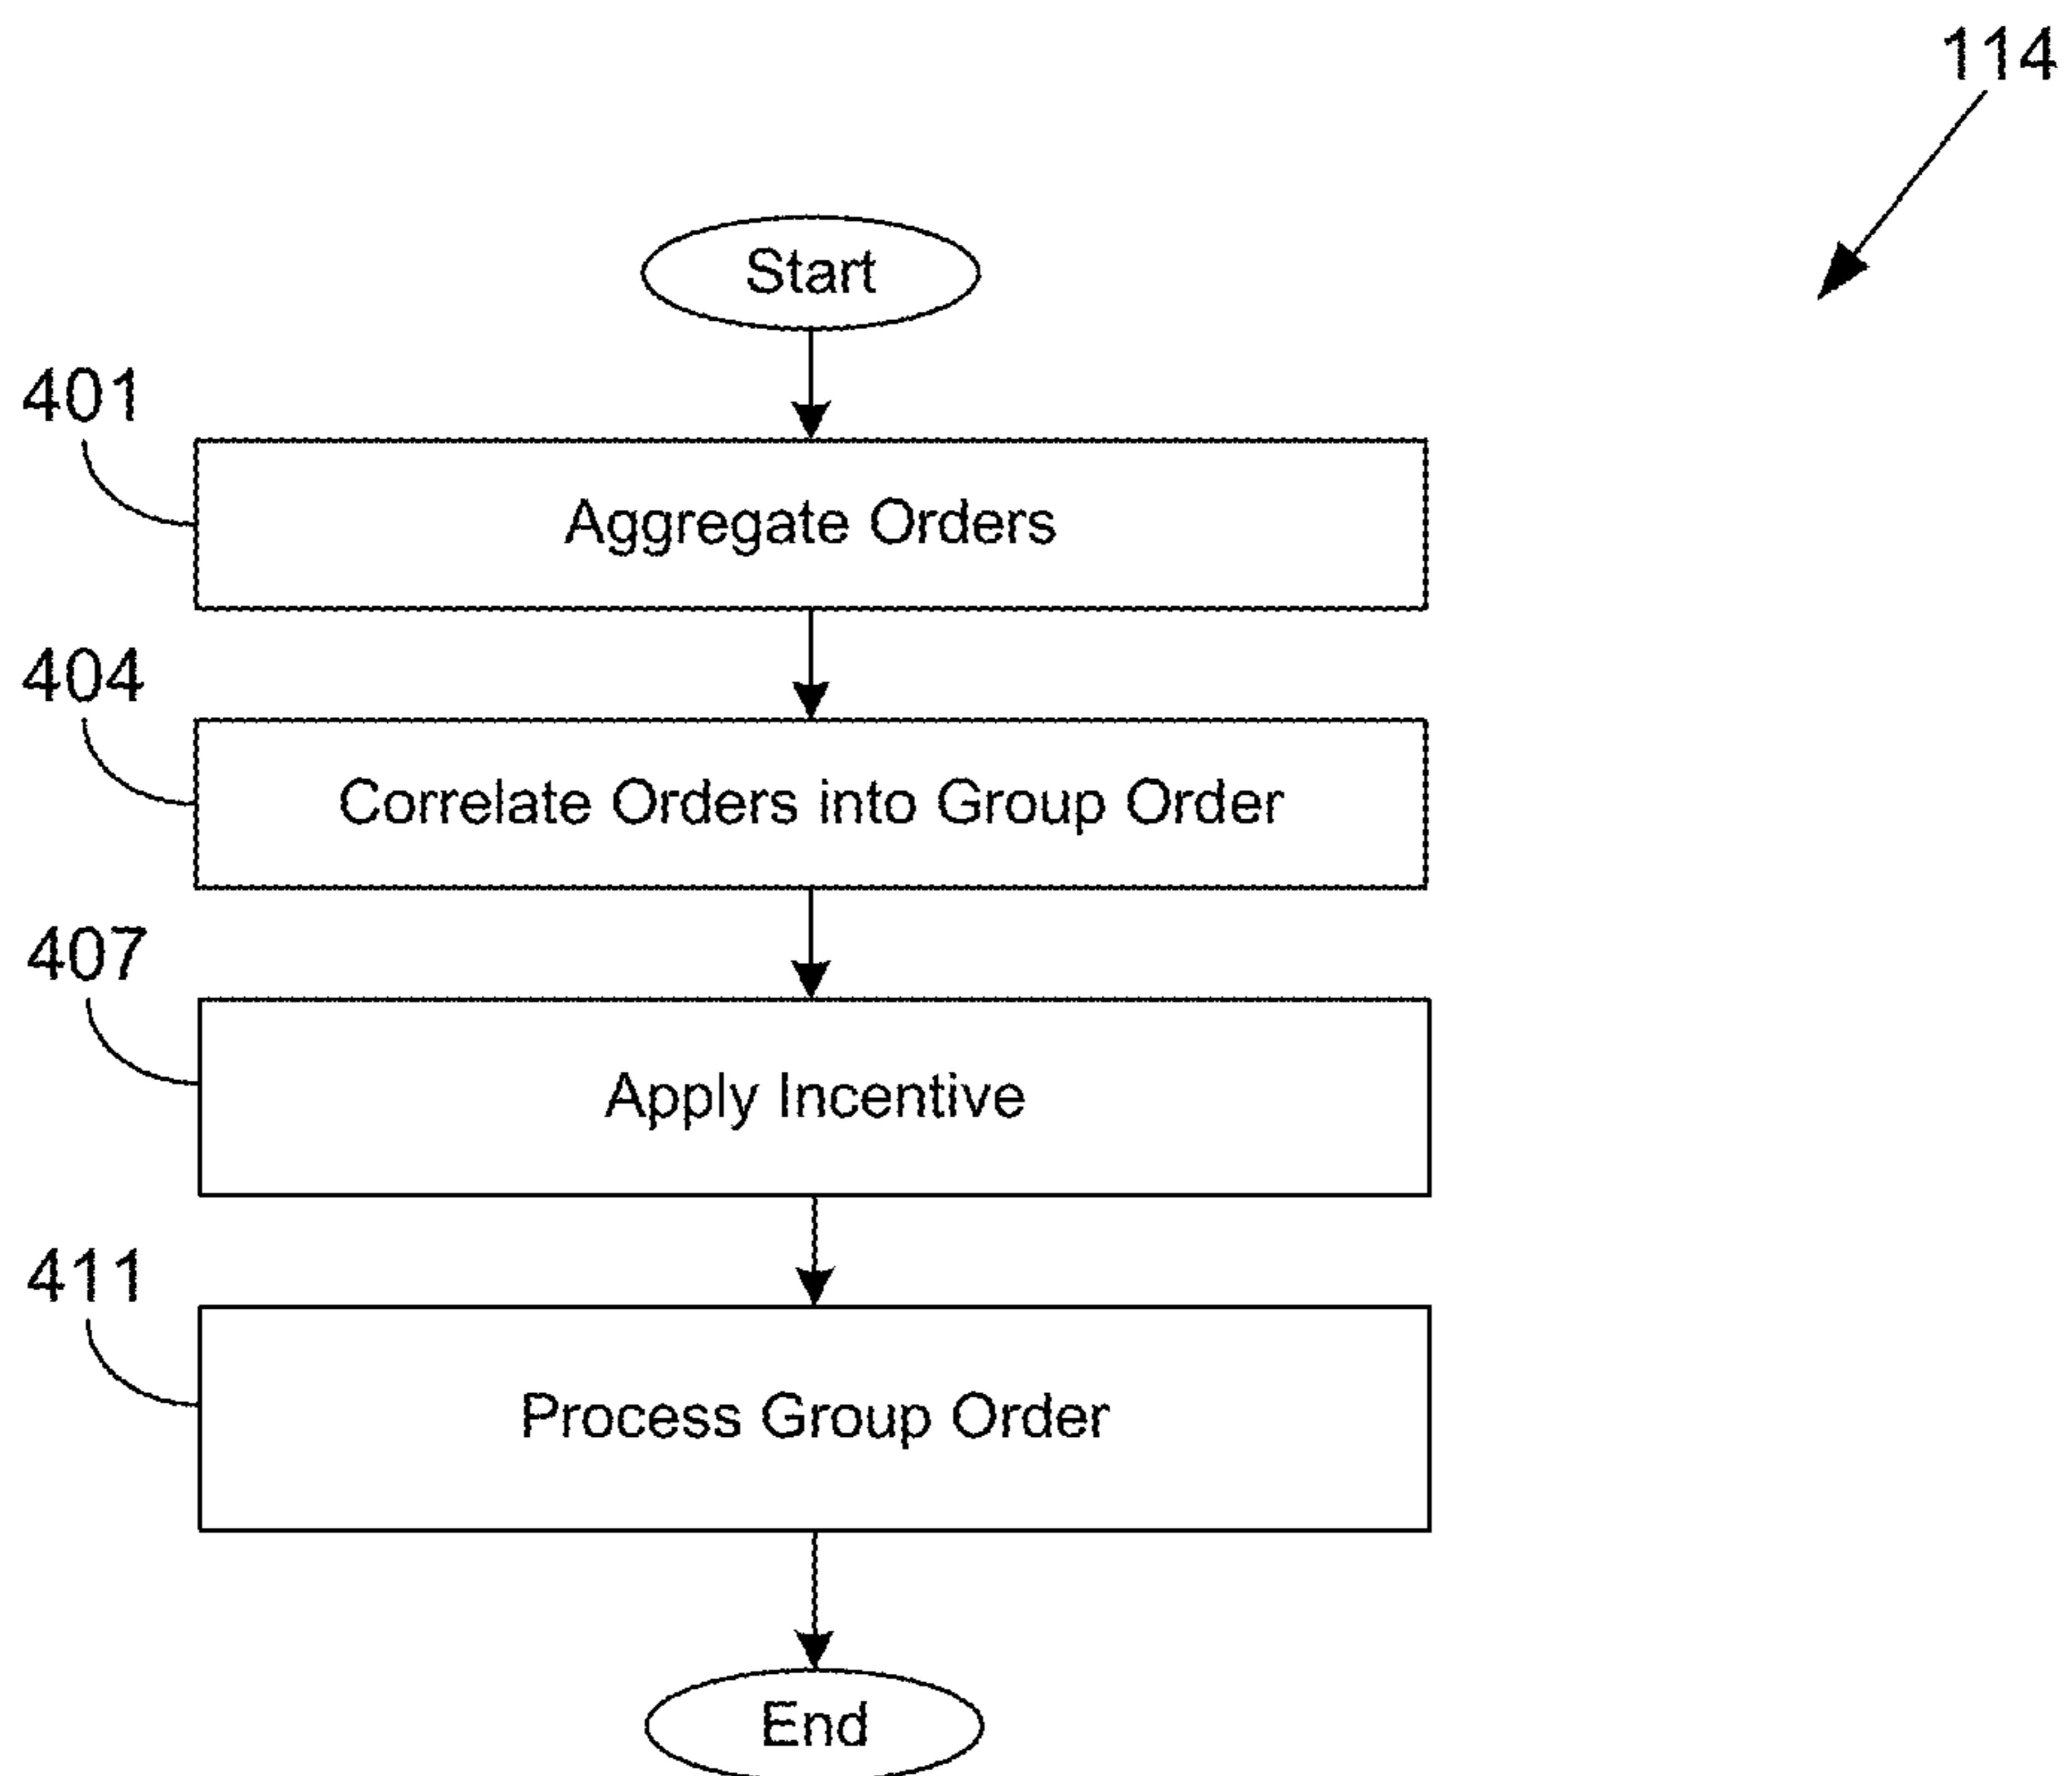 114
Start
401
Aggregate Orders
404
Correlate Orders into Group Order
407
Apply Incentive
411
Process Group Order
End